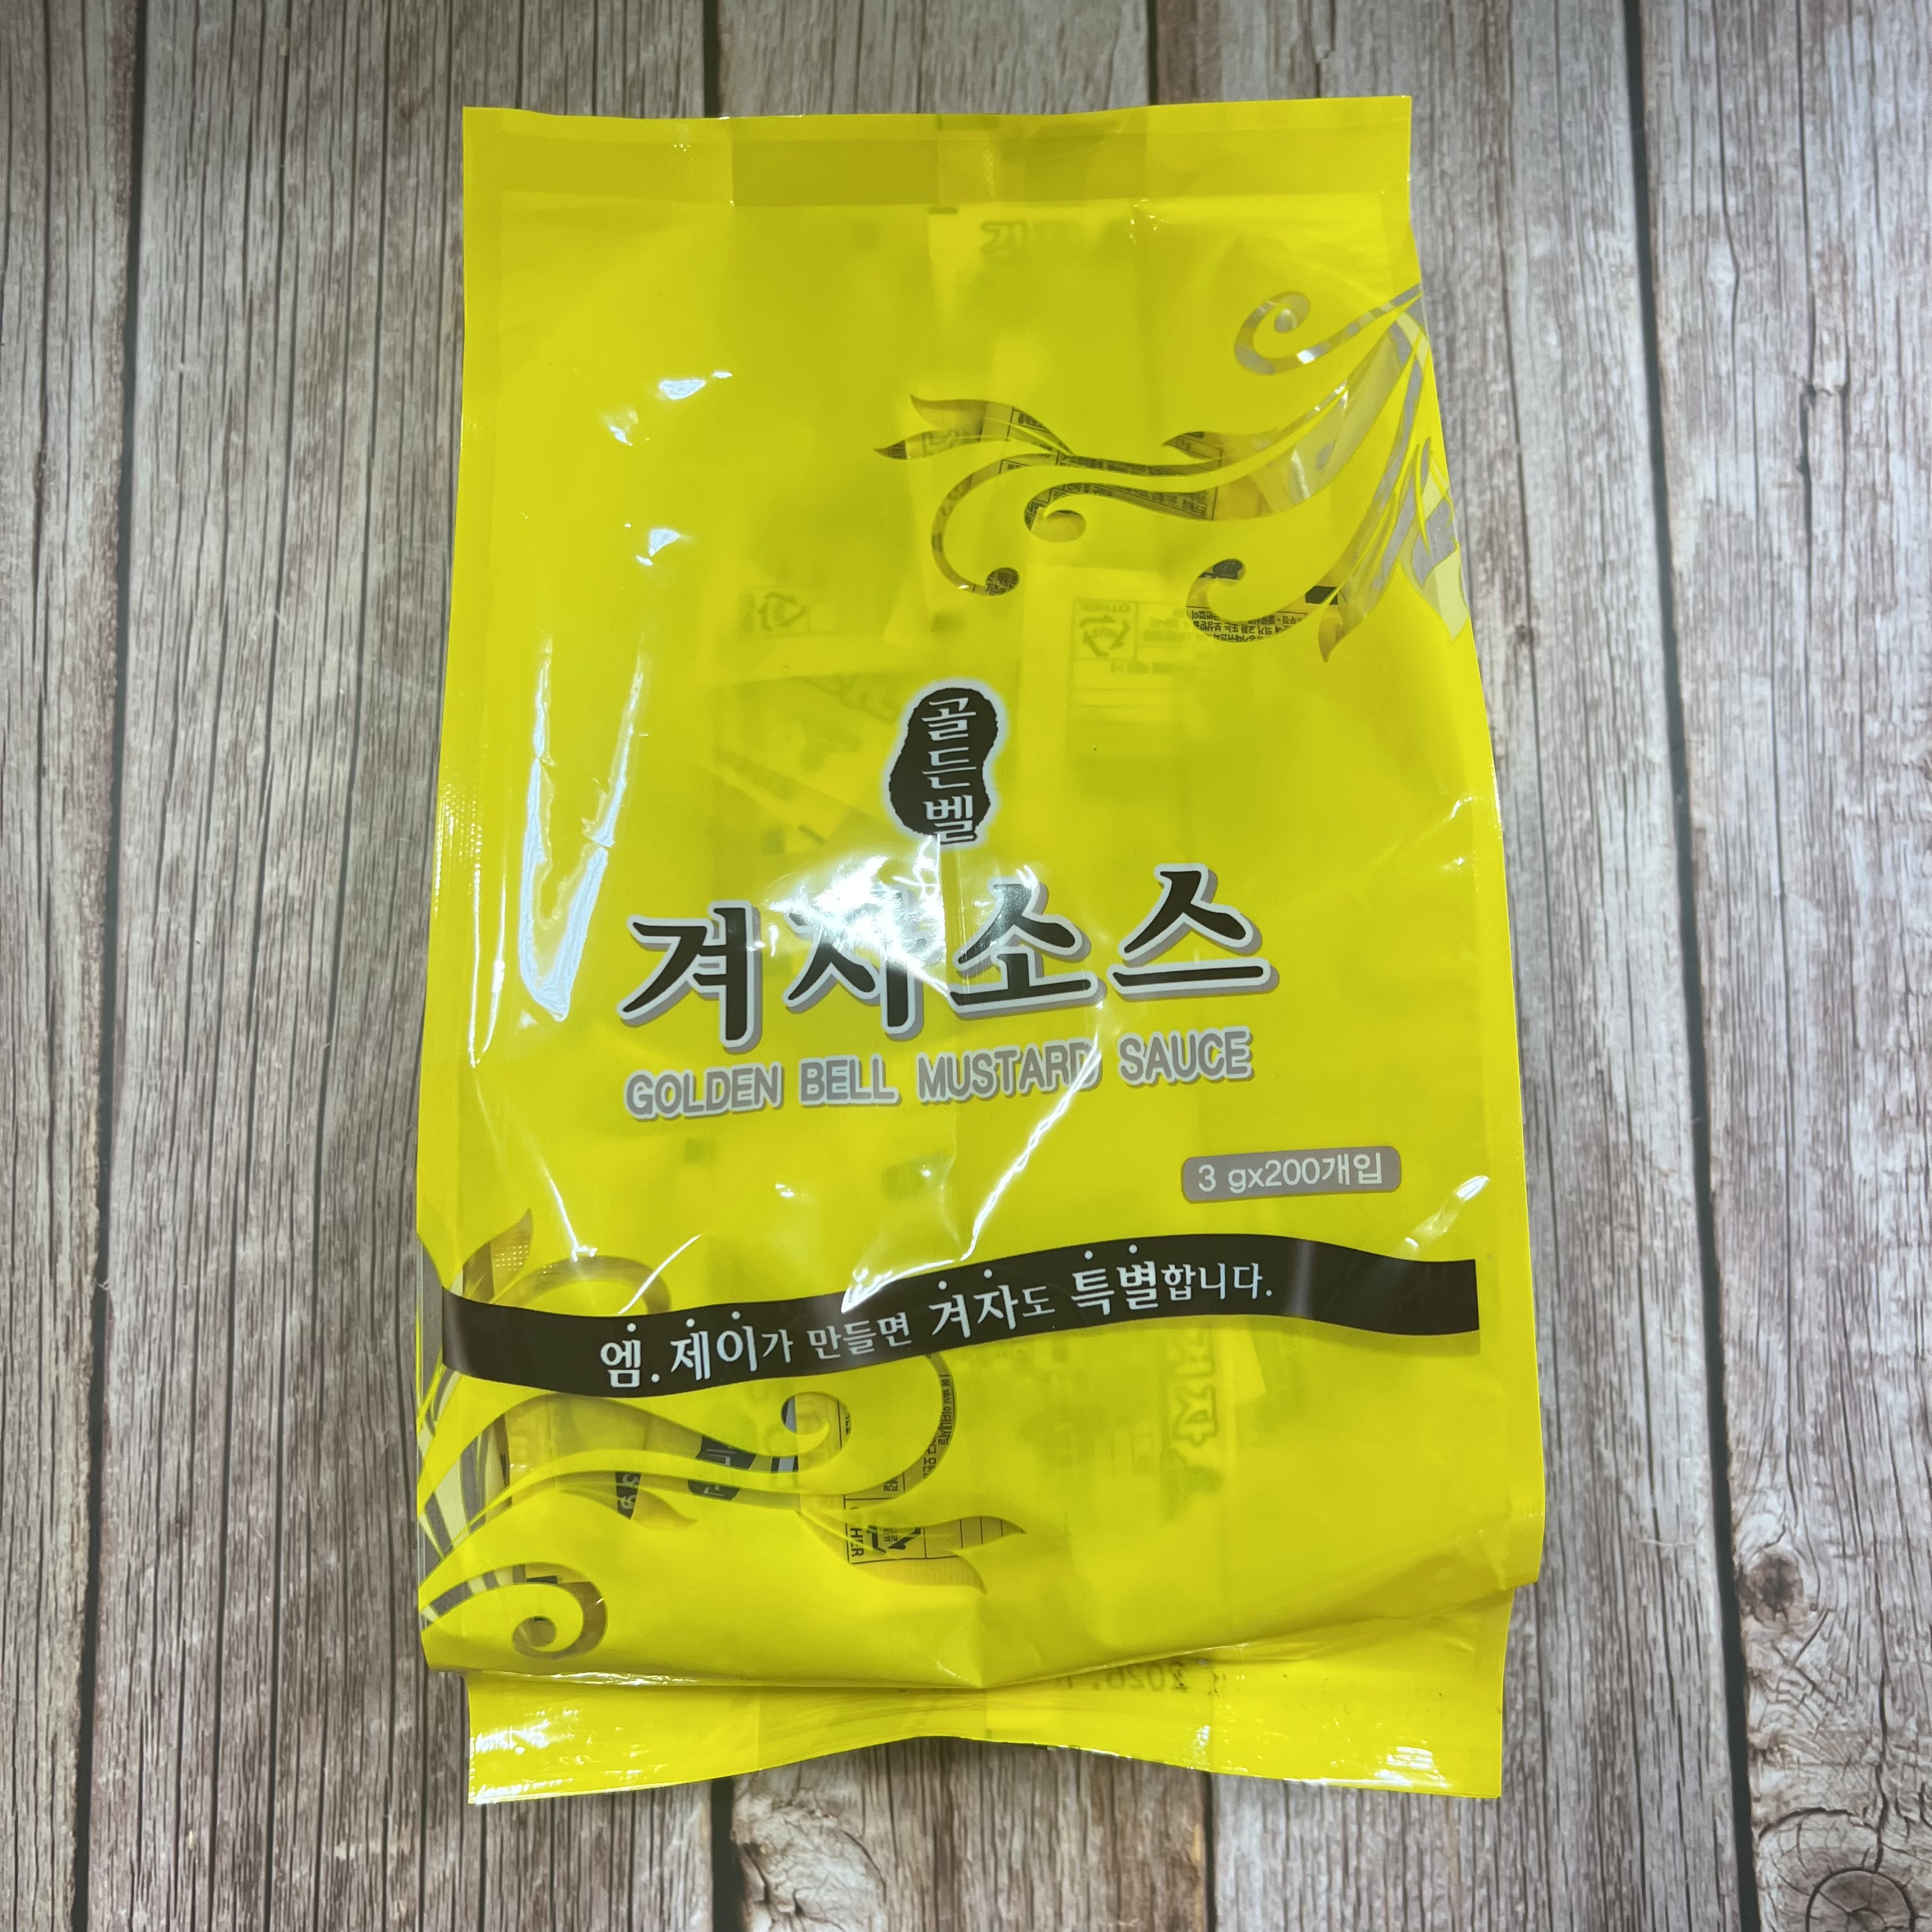 골든벨
겨자소스
GOLDEN BELL MUSTARD SAUCE
3 gx200개입
엠.제이가 만들면 겨자도 특별합니다.